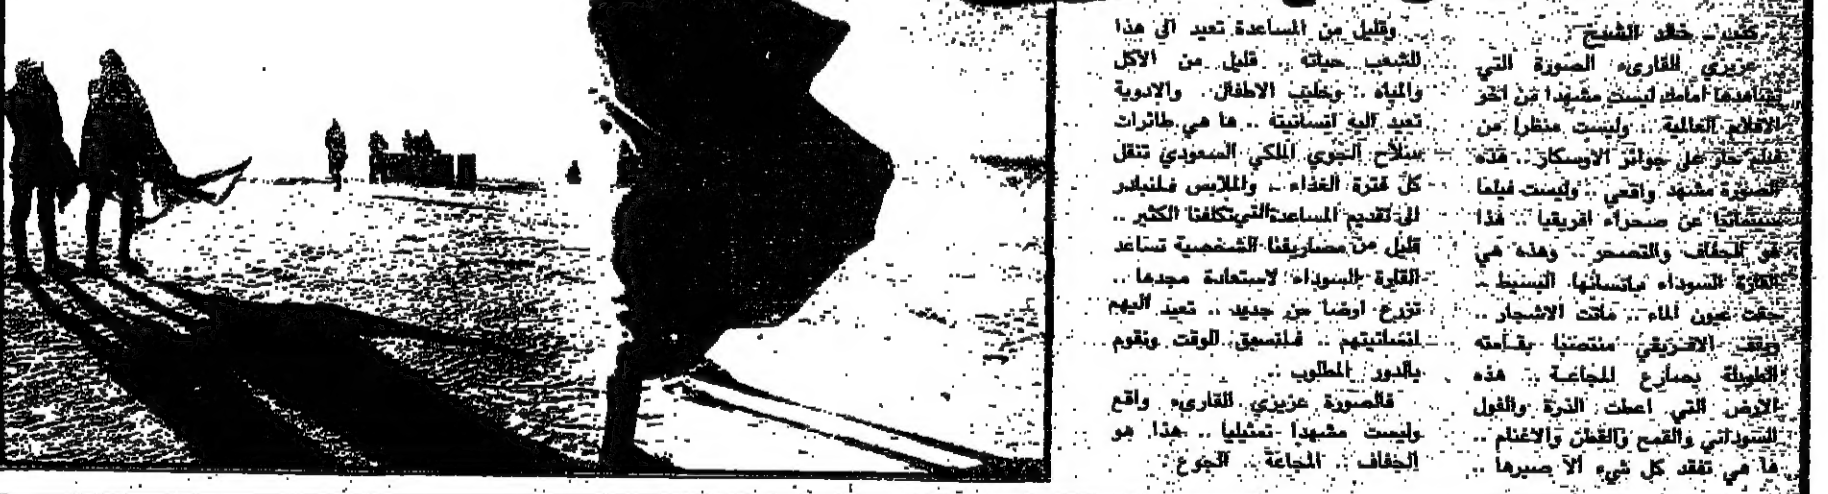 كتب ـ خالد الشيخ
عزيزي القارىء الصورة التي
تشاهدها أمامك ليست مشهدا من اخر
الافلام العالمية .. وليست منظرا من
فيلم حاز على جوائز الاوسكار .. هذه
الصورة مشهد واقعي .. وليست فيلما
سينمائيا عن صحراء افريقيا .. هذا
هو الجفاف والتصحر .. وهذه هي
القارة السوداء بانسانها البسيط ـ
جفت عيون الماء .. ماتت الاشجار ..
ووقف الافريقي منتصبا بقامته
الطويلة يصارع المجاعة .. هذه
الارض التي اعطت الذرة والفول
السوداني والقمح والقطن والاغنام ..
ها هي تفقد كل شيء الا صبرها ..
وقليل من المساعدة تعيد الى هذا
الشعب حياته .. قليل من الاكل
والمياه .. وحليب الاطفال .. والادوية
تعيد اليه انسانيته .. ها هي طائرات
سلاح الجوي الملكي السعودي تنقل
كل فترة الغذاء .. والملابس فلنبادر
الى تقديم المساعدة التي تكلفنا الكثير ..
قليل من مصاريفنا الشخصية تساعد
القارة السوداء لاستعادة مجدها ..
تزرع ارضا من جديد .. تعيد اليهم
انسانيتهم .. فلنسبق الوقت ونقوم
بالدور المطلوب ..
فالصورة عزيزي القارىء واقع
وليست مشهدا تمثيليا .. هذا هو
الجفاف .. المجاعة .. الجوع .